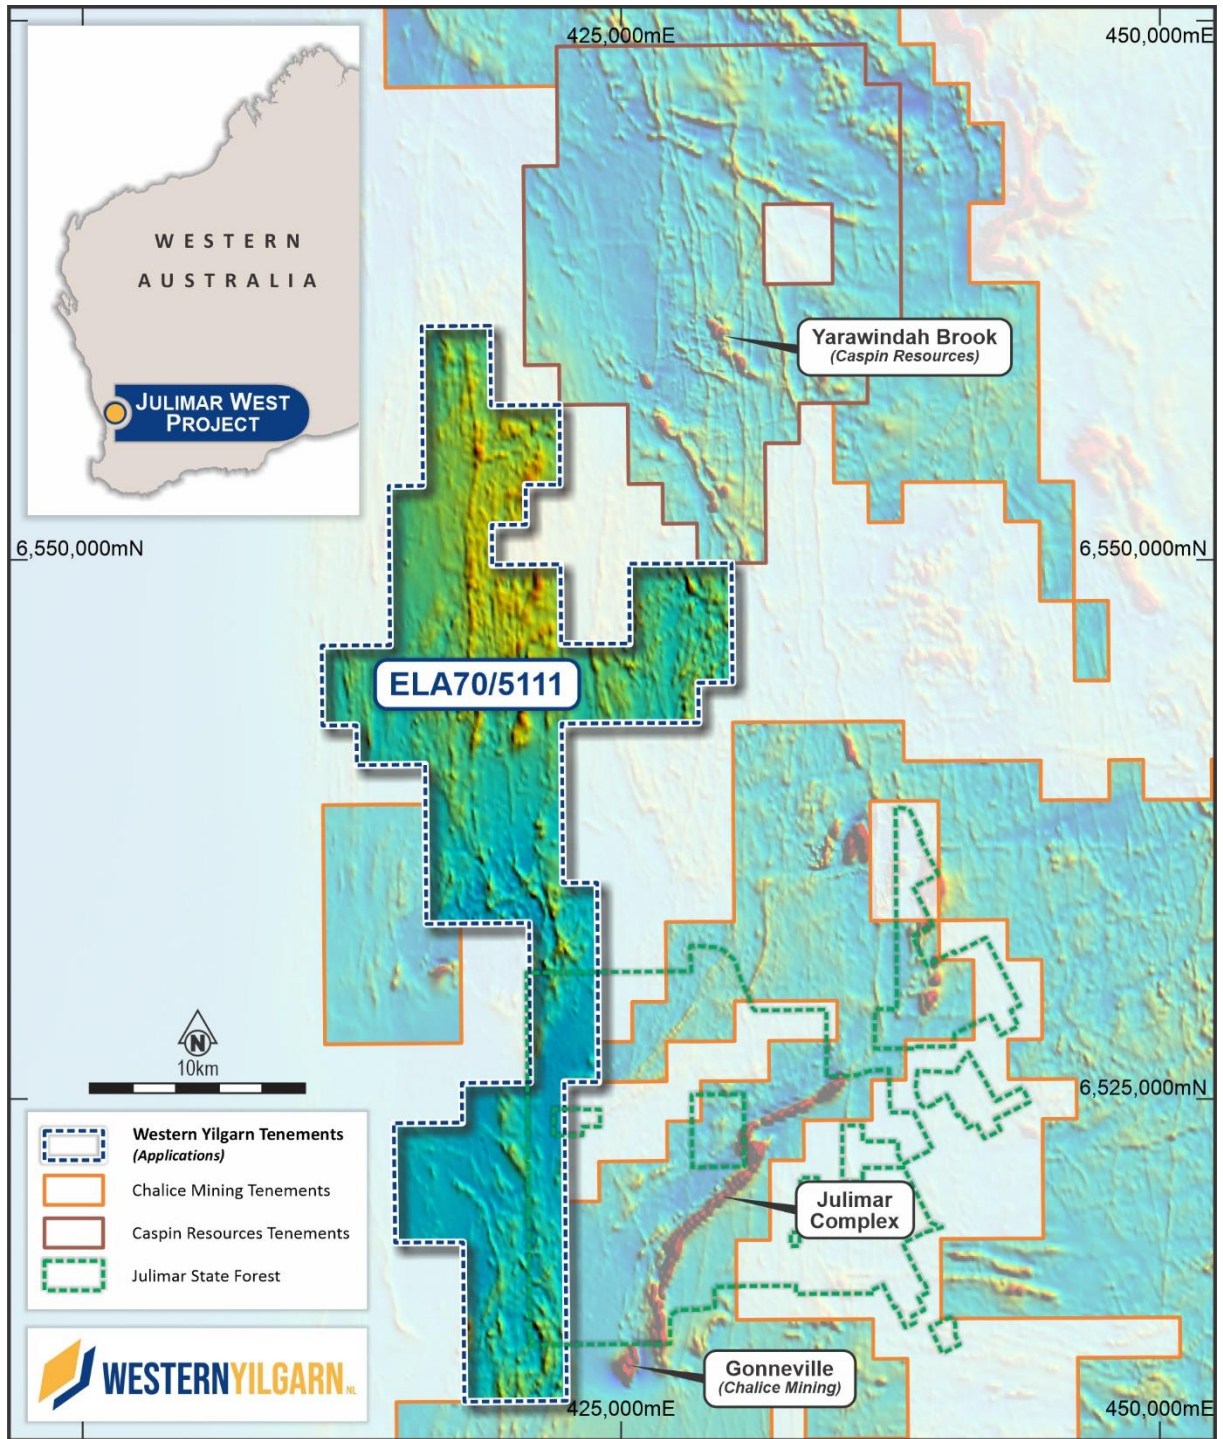 425,000mE
450,000mE
WESTERN
AUSTRALIA
JULIMAR WEST
PROJECT
Yarawindah Brook
(Caspin Resources)
6,550,000mN
6,550,000mN
ELA70/5111
N
10km
6,525,000mN
Western Yilgarn Tenements
(Applications)
Chalice Mining Tenements
Caspin Resources Tenements
Julimar State Forest
Julimar
Complex
WESTERNYILGARN NL
Gonneville
(Chalice Mining)
425,000mE
450,000mE